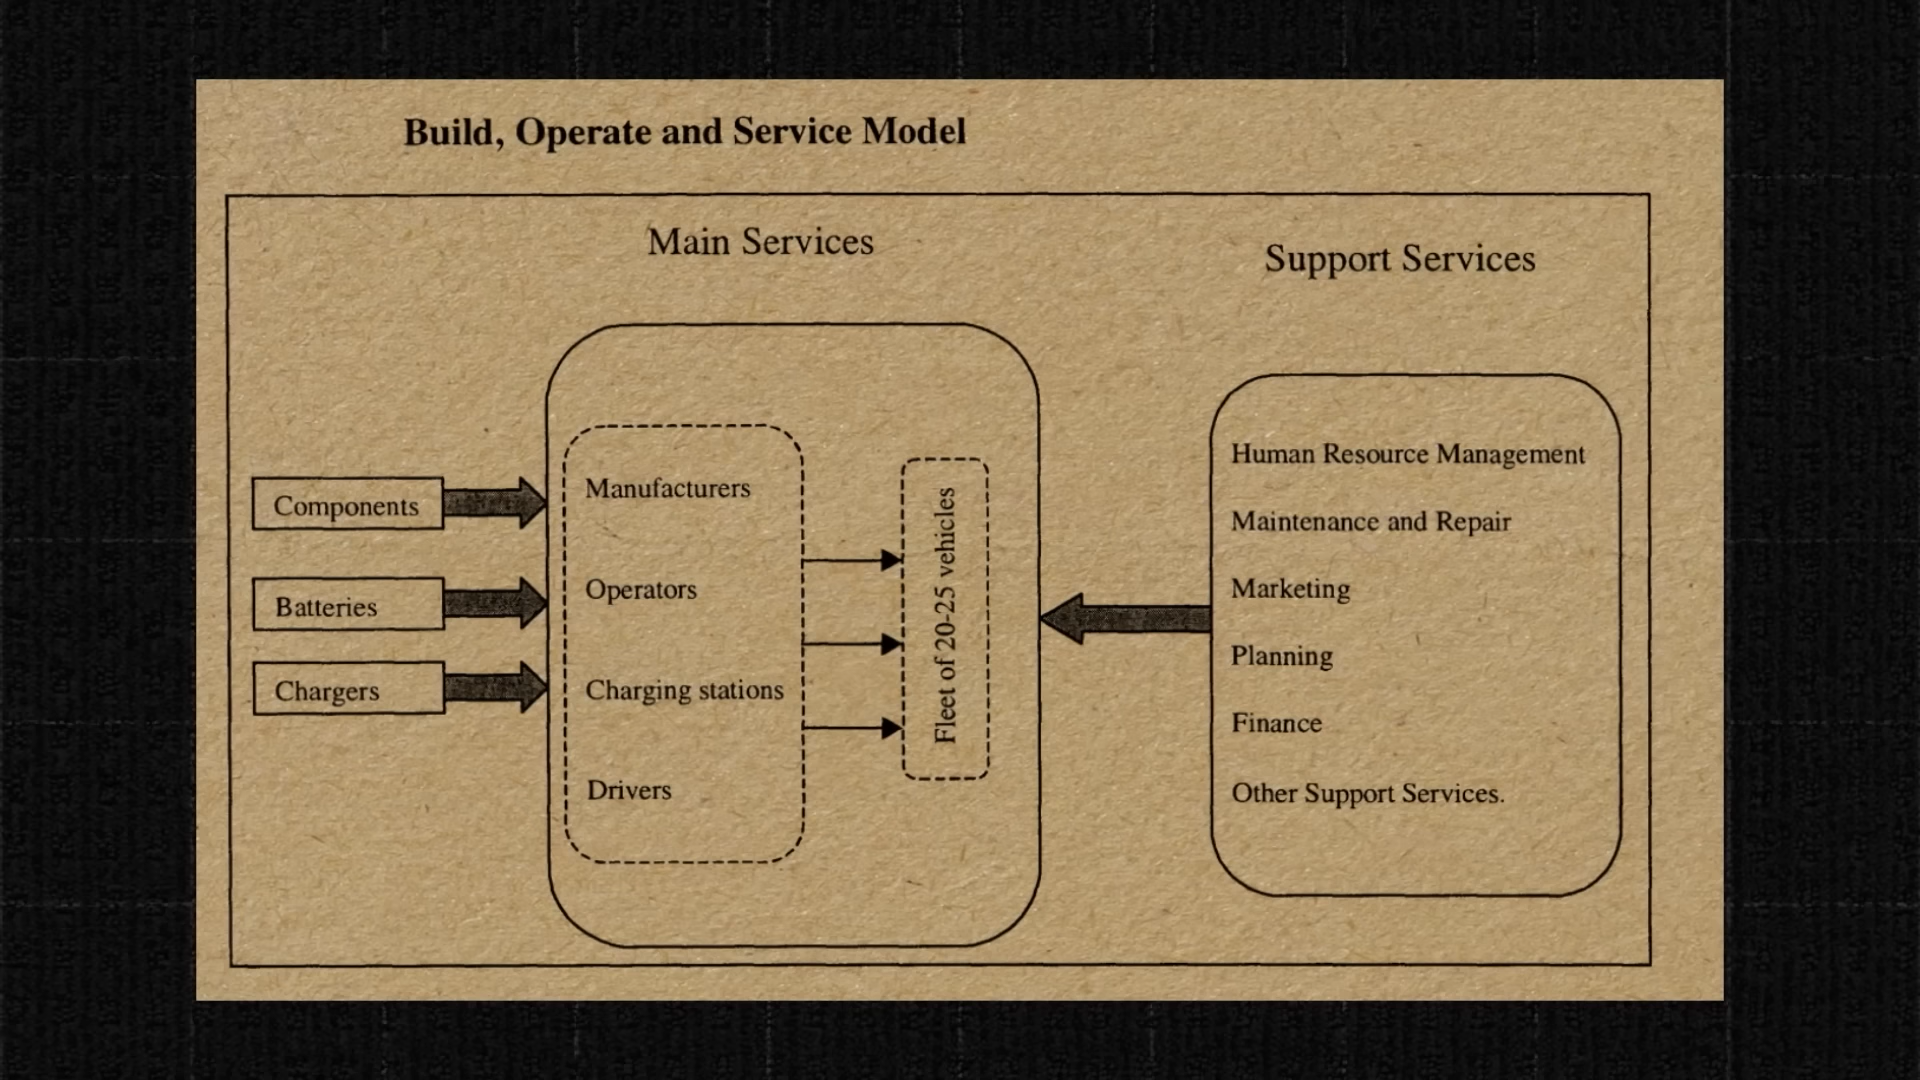 Build, Operate and Service Model
Main Services
Support Services
Components
Batteries
Chargers
Manufacturers
Operators
Charging stations
Drivers
Fleet of 20-25 vehicles
Human Resource Management
Maintenance and Repair
Marketing
Planning
Finance
Other Support Services.